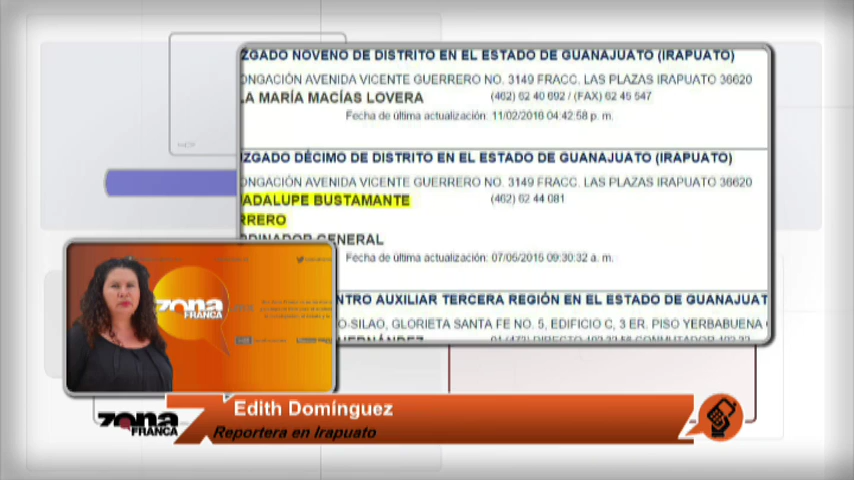 ZGADO NOVENO DE DISTRITO EN EL ESTADO DE GUANAJUATO (IRAPUATO)
ONGACIÓN AVENIDA VICENTE GUERRERO NO. 3149 FRACC. LAS PLAZAS IRAPUATO 36620
LA MARÍA MACÍAS LOVERA
(462) 62 40 692 / (FAX) 62 45 547
Fecha de última actualización: 11/02/2016 04:42:58 p. m.
ZGADO DÉCIMO DE DISTRITO EN EL ESTADO DE GUANAJUATO (IRAPUATO)
ONGACIÓN AVENIDA VICENTE GUERRERO NO. 3149 FRACC. LAS PLAZAS IRAPUATO 36620
ADALUPE BUSTAMANTE
(462) 62 44 081
RRERO
RDINADOR GENERAL
Fecha de última actualización: 07/05/2015 09:30:32 a. m.
NTRO AUXILIAR TERCERA REGIÓN EN EL ESTADO DE GUANAJUAT
O-SILAO, GLORIETA SANTA FE NO. 5, EDIFICIO C, 3 ER. PISO YERBABUENA
HERNÁNDEZ
zona
FRANCA
Edith Domínguez
Reportera en Irapuato
zona
FRANCA